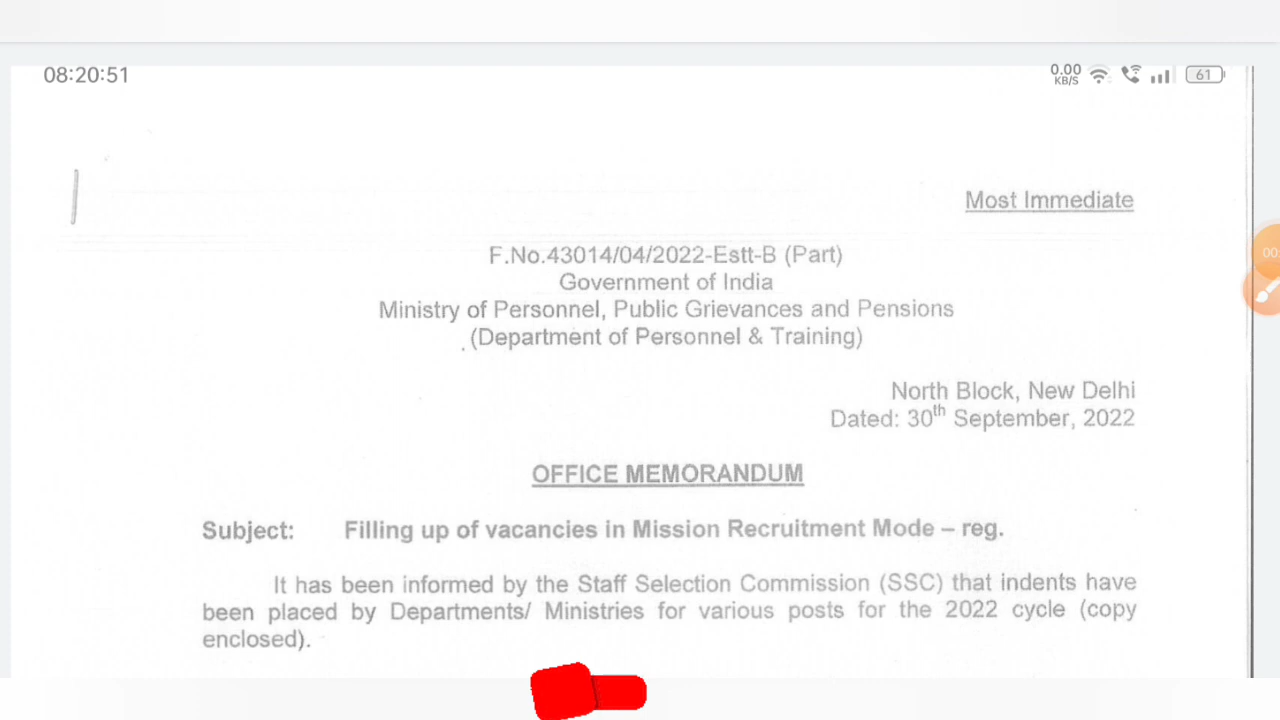 08:20:51
0.00
KB/S
61
Most Immediate
F.No.43014/04/2022-Estt-B (Part)
Government of India
Ministry of Personnel, Public Grievances and Pensions
(Department of Personnel & Training)
North Block, New Delhi
Dated: 30th September, 2022
OFFICE MEMORANDUM
Subject: Filling up of vacancies in Mission Recruitment Mode – reg.
It has been informed by the Staff Selection Commission (SSC) that indents have
been placed by Departments/ Ministries for various posts for the 2022 cycle (copy
enclosed).